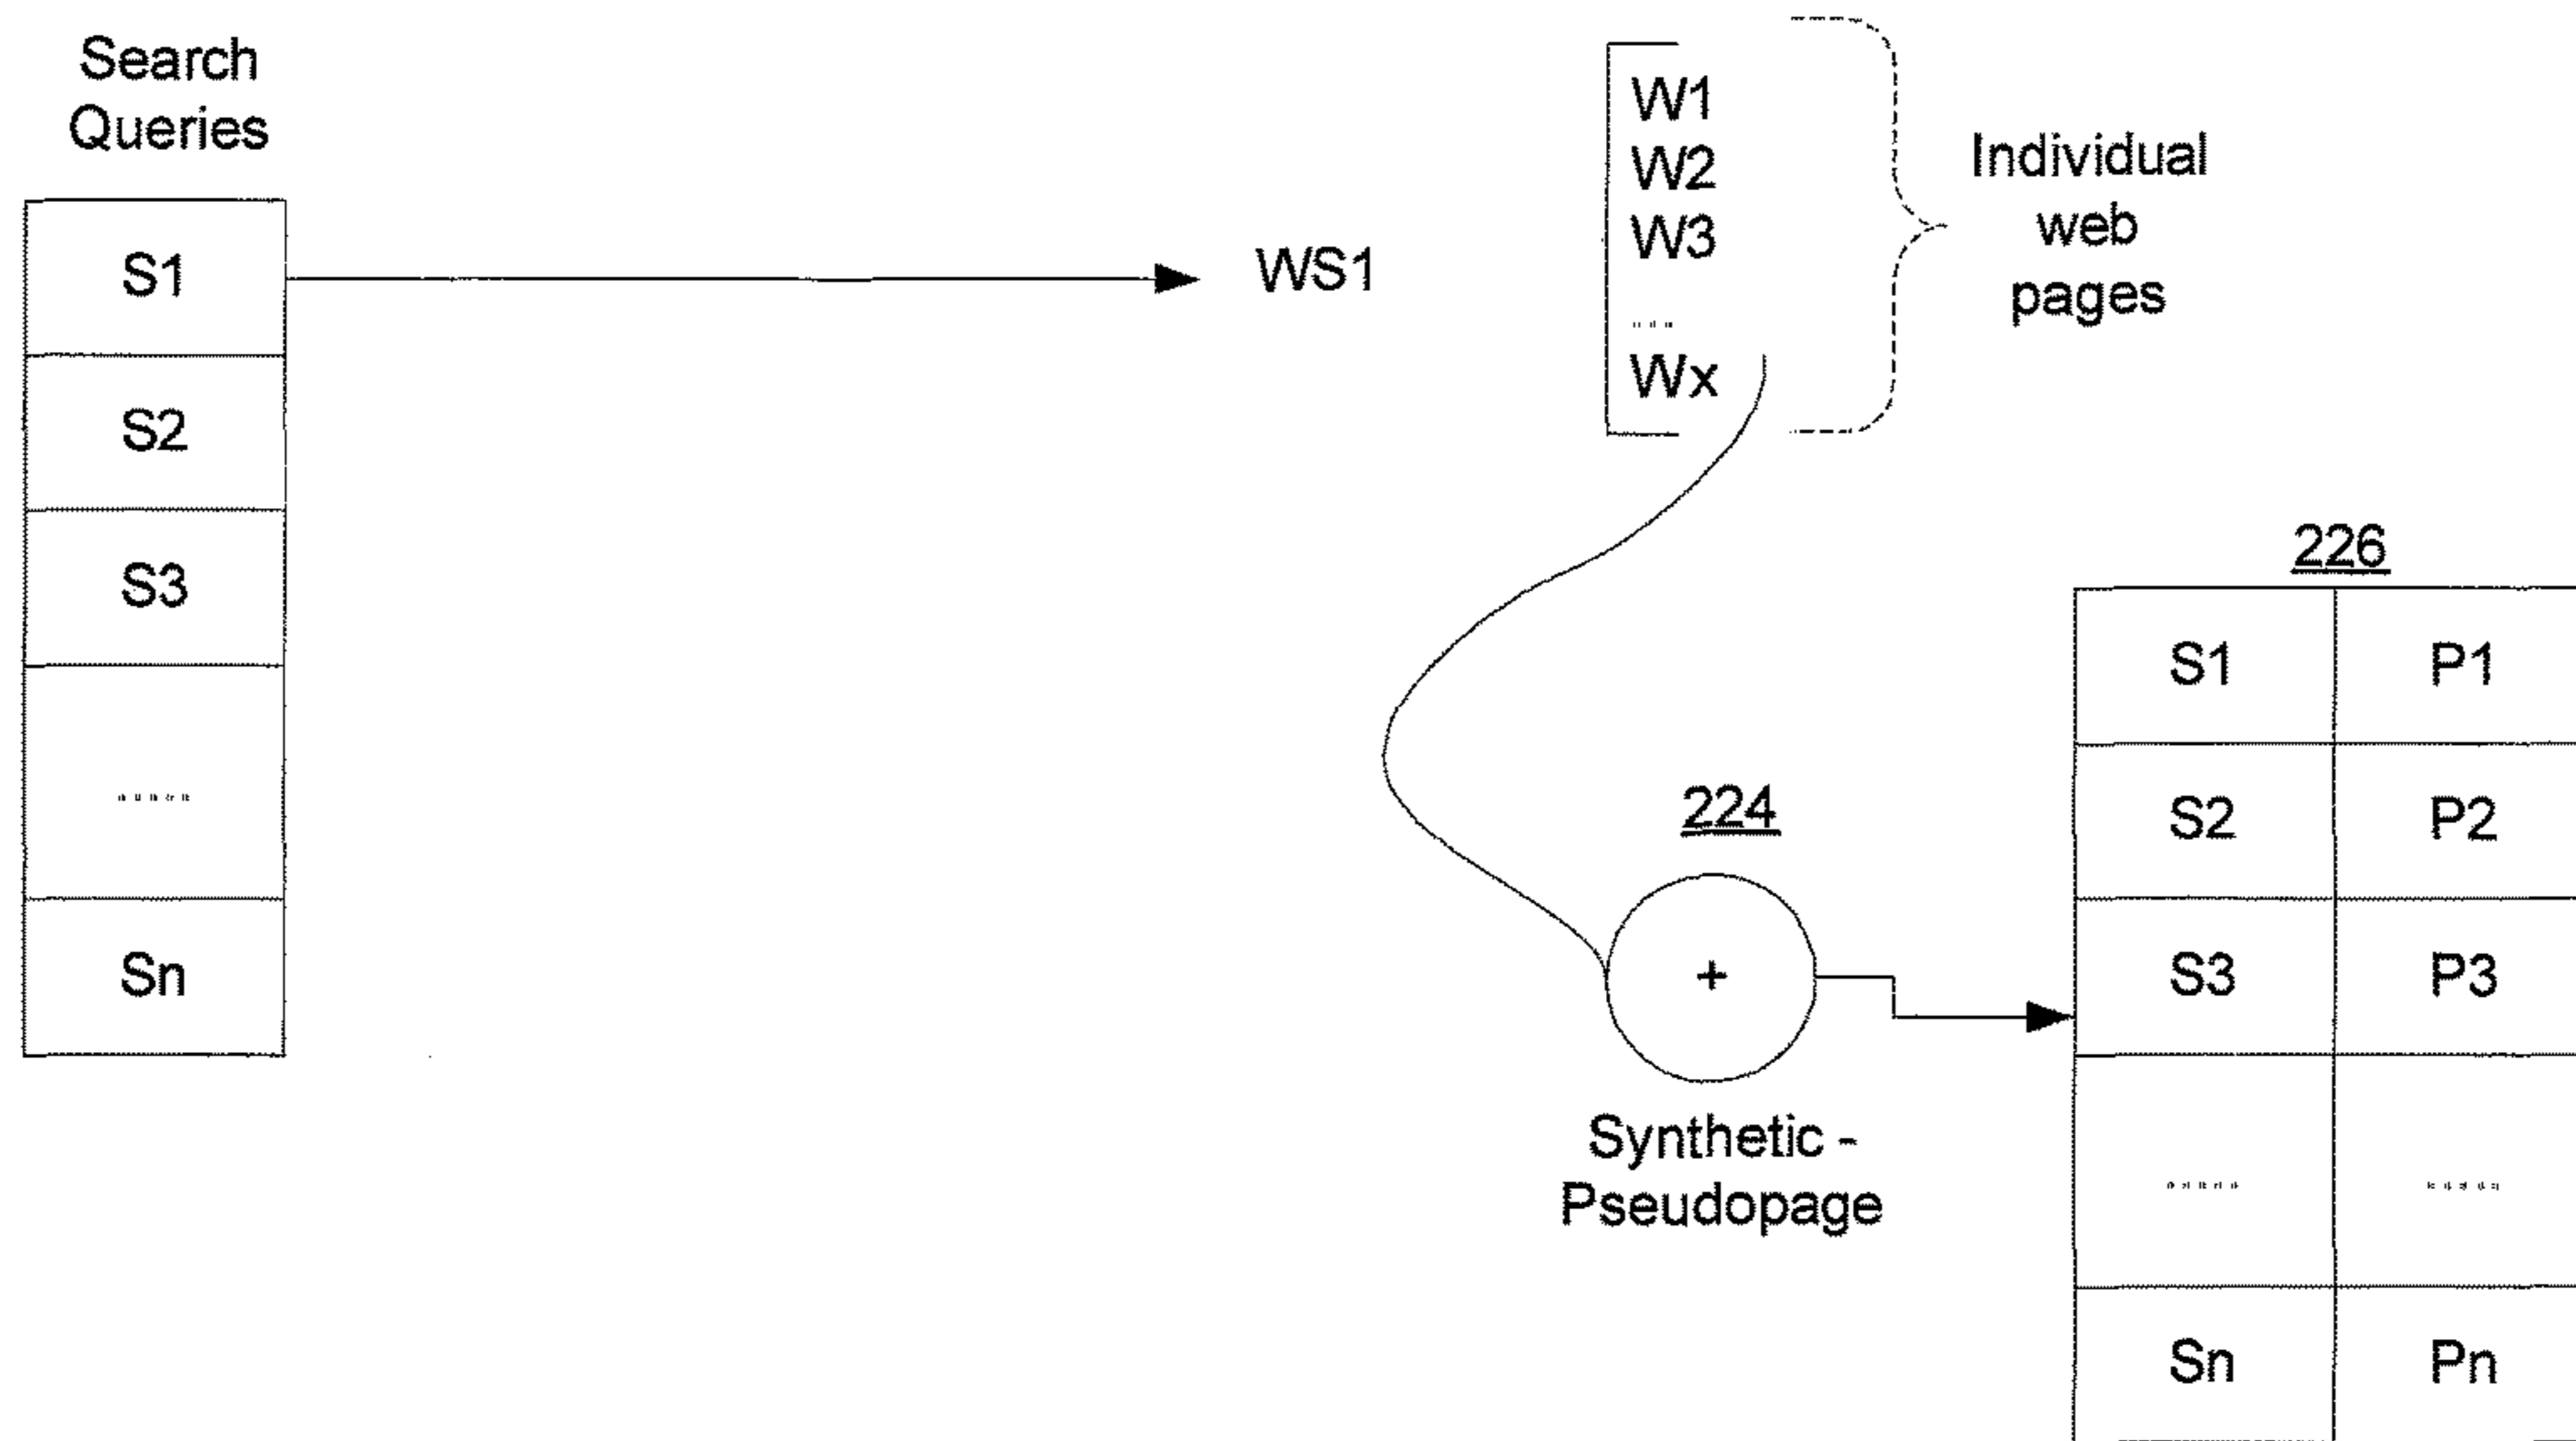 Search
Queries
S1
S2
S3
.....
Sn
WS1
W1
W2
W3
...
Wx
Individual
web
pages
224
+
Synthetic -
Pseudopage
226
S1 P1
S2 P2
S3 P3
..... .....
Sn Pn